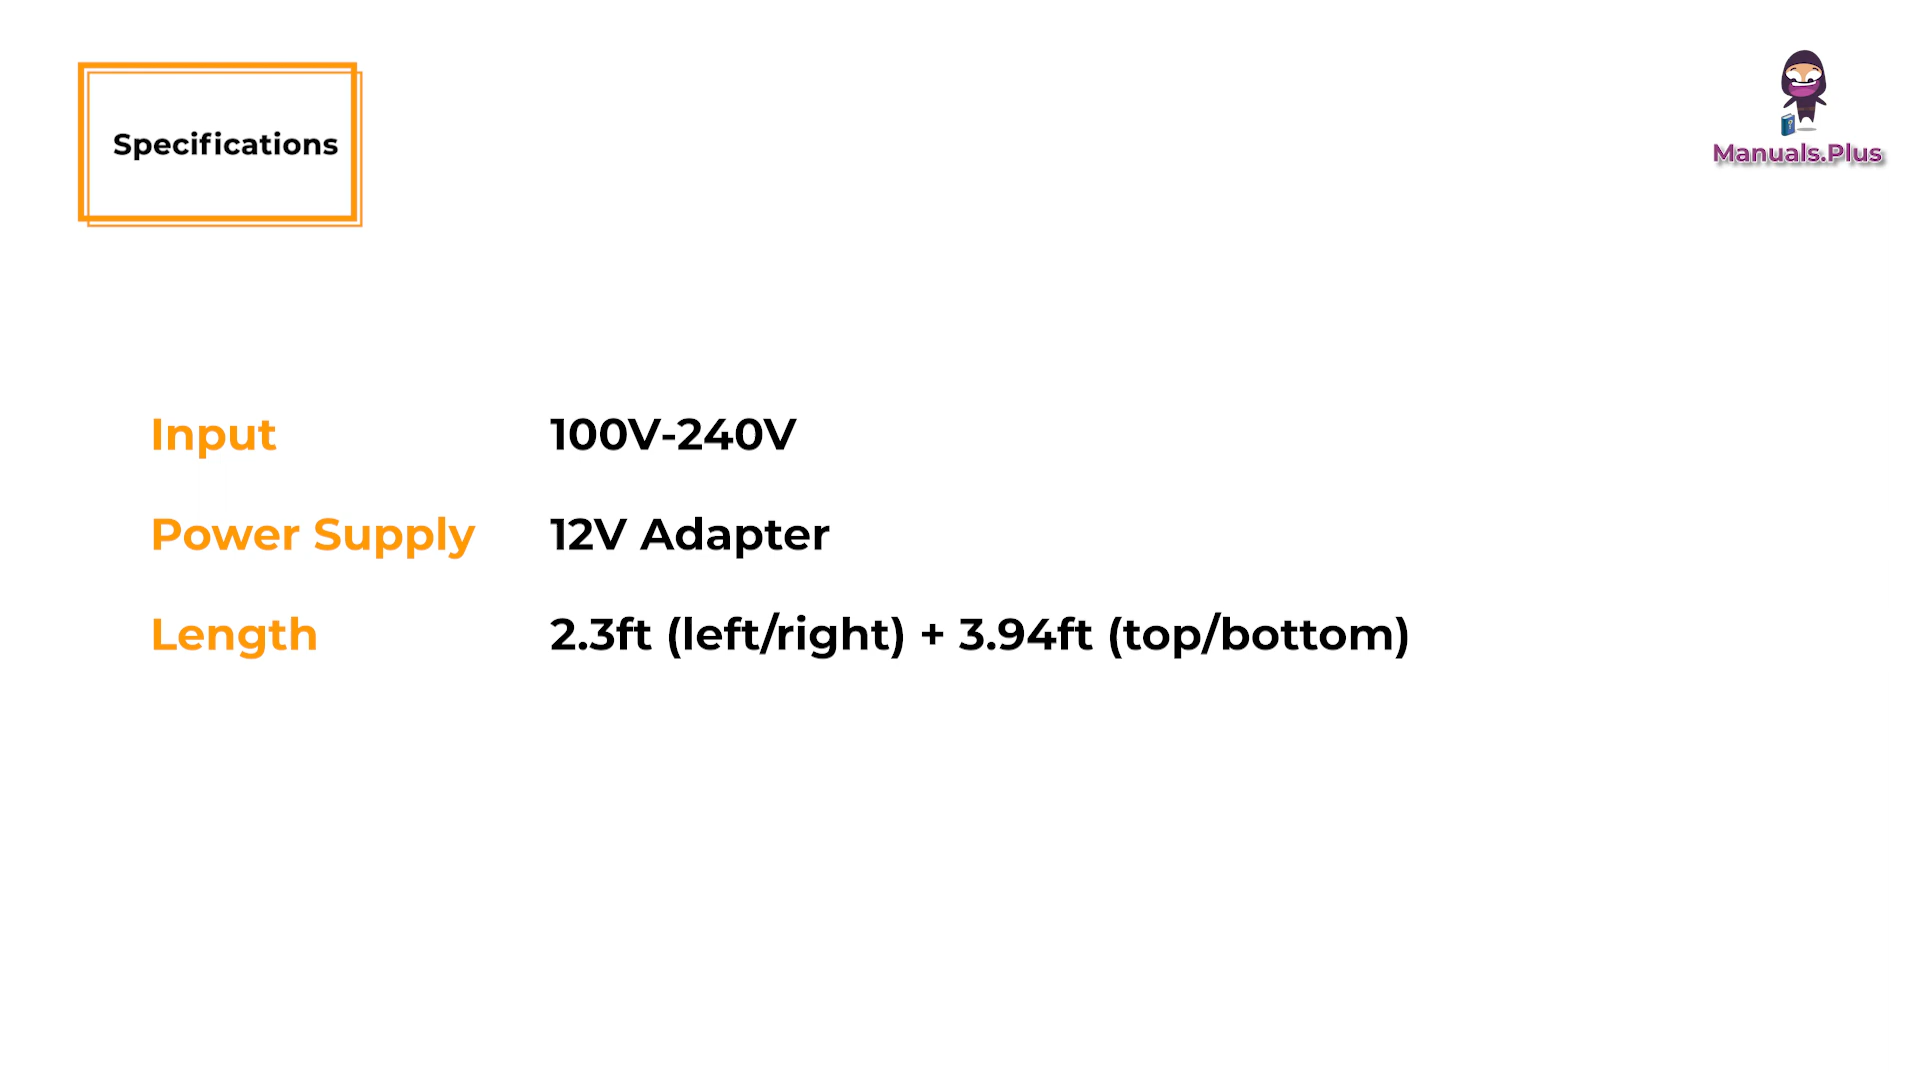 Specifications
Manuals.Plus
Input 100V-240V
Power Supply 12V Adapter
Length 2.3ft (left/right) + 3.94ft (top/bottom)